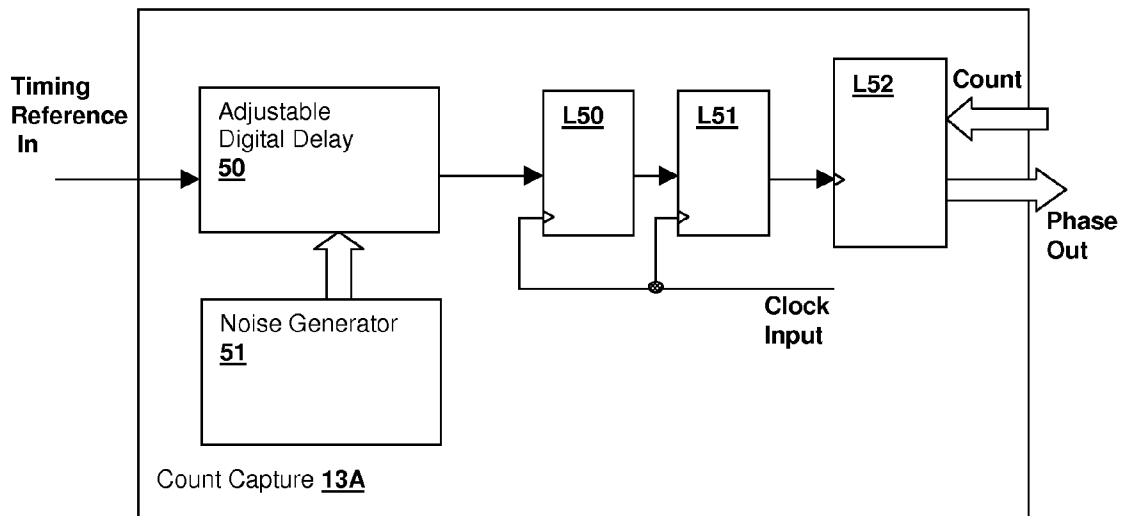 Timing
Reference
In
Adjustable
Digital Delay
50
L50
L51
L52
Count
Phase
Out
Noise Generator
51
Clock
Input
Count Capture 13A